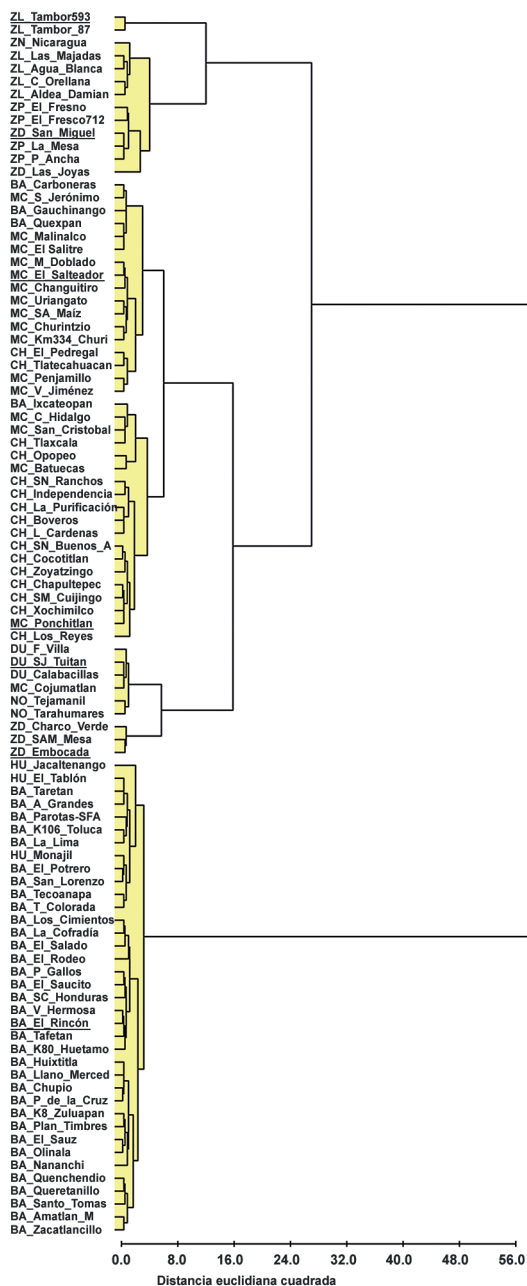 ZL_Tambor593
ZL_Tambor_87
ZN_Nicaragua
ZL_Las_Majadas
ZL_Agua_Blanca
ZL_C_Orellana
ZL_Aldea_Damian
ZP_El_Fresno
ZP_El_Fresco712
ZD_San_Miguel
ZP_La_Mesa
ZP_P_Ancha
ZD_Las_Joyas
BA_Carboneras
MC_S_Jerónimo
BA_Gauchinango
BA_Quexpan
MC_Malinalco
MC_El Salitre
MC_M_Doblado
MC_El_Salteador
MC_Changuitiro
MC_Uriangato
MC_SA_Maíz
MC_Churintzio
MC_Km334_Churi
CH_El_Pedregal
CH_Tlatecahuacan
MC_Penjamillo
MC_V_Jiménez
BA_Ixcateopan
MC_C_Hidalgo
MC_San_Cristobal
CH_Tlaxcala
CH_Opopeo
MC_Batuecas
CH_SN_Ranchos
CH_Independencia
CH_La_Purificación
CH_Boveros
CH_L_Cardenas
CH_SN_Buenos_A
CH_Cocotitlan
CH_Zoyatzingo
CH_Chapultepec
CH_SM_Cuijingo
CH_Xochimilco
MC_Ponchitlan
CH_Los_Reyes
DU_F_Villa
DU_SJ_Tuitan
DU_Calabacillas
MC_Cojumatlan
NO_Tejamanil
NO_Tarahumares
ZD_Charco_Verde
ZD_SAM_Mesa
ZD_Embocada
HU_Jacaltenango
HU_El_Tablón
BA_Taretan
BA_A_Grandes
BA_Parotas-SFA
BA_K106_Toluca
BA_La_Lima
HU_Monajil
BA_El_Potrero
BA_San_Lorenzo
BA_Tecoanapa
BA_T_Colorada
BA_Los_Cimientos
BA_La_Cofradía
BA_El_Salado
BA_El_Rodeo
BA_P_Gallos
BA_El_Saucito
BA_SC_Honduras
BA_V_Hermosa
BA_El_Rincón
BA_Tafetan
BA_K80_Huetamo
BA_Huixtitla
BA_Llano_Merced
BA_Chupio
BA_P_de_la_Cruz
BA_K8_Zuluapan
BA_Plan_Timbres
BA_El_Sauz
BA_Olinala
BA_Nananchi
BA_Quenchendio
BA_Queretanillo
BA_Santo_Tomas
BA_Amatlan_M
BA_Zacatlancillo
0.0 8.0 16.0 24.0 32.0 40.0 48.0 56.0
Distancia euclidiana cuadrada